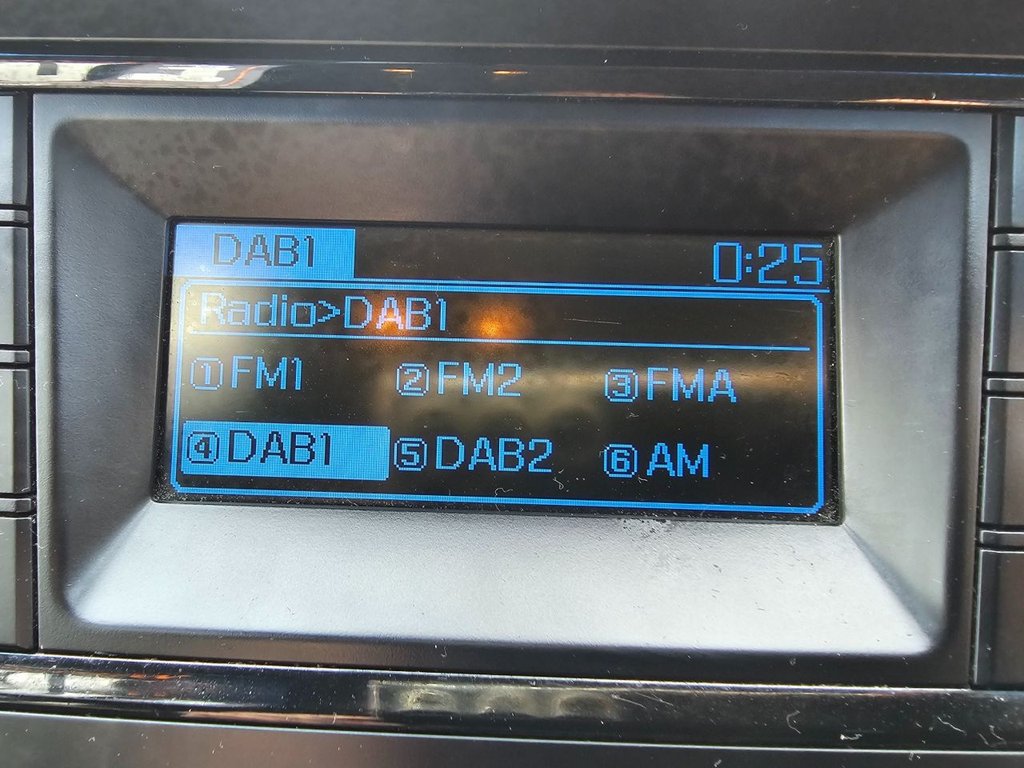 DAB1 0:25
Radio>DAB1
①FM1 ②FM2 ③FMA
④DAB1 ⑤DAB2 ⑥AM